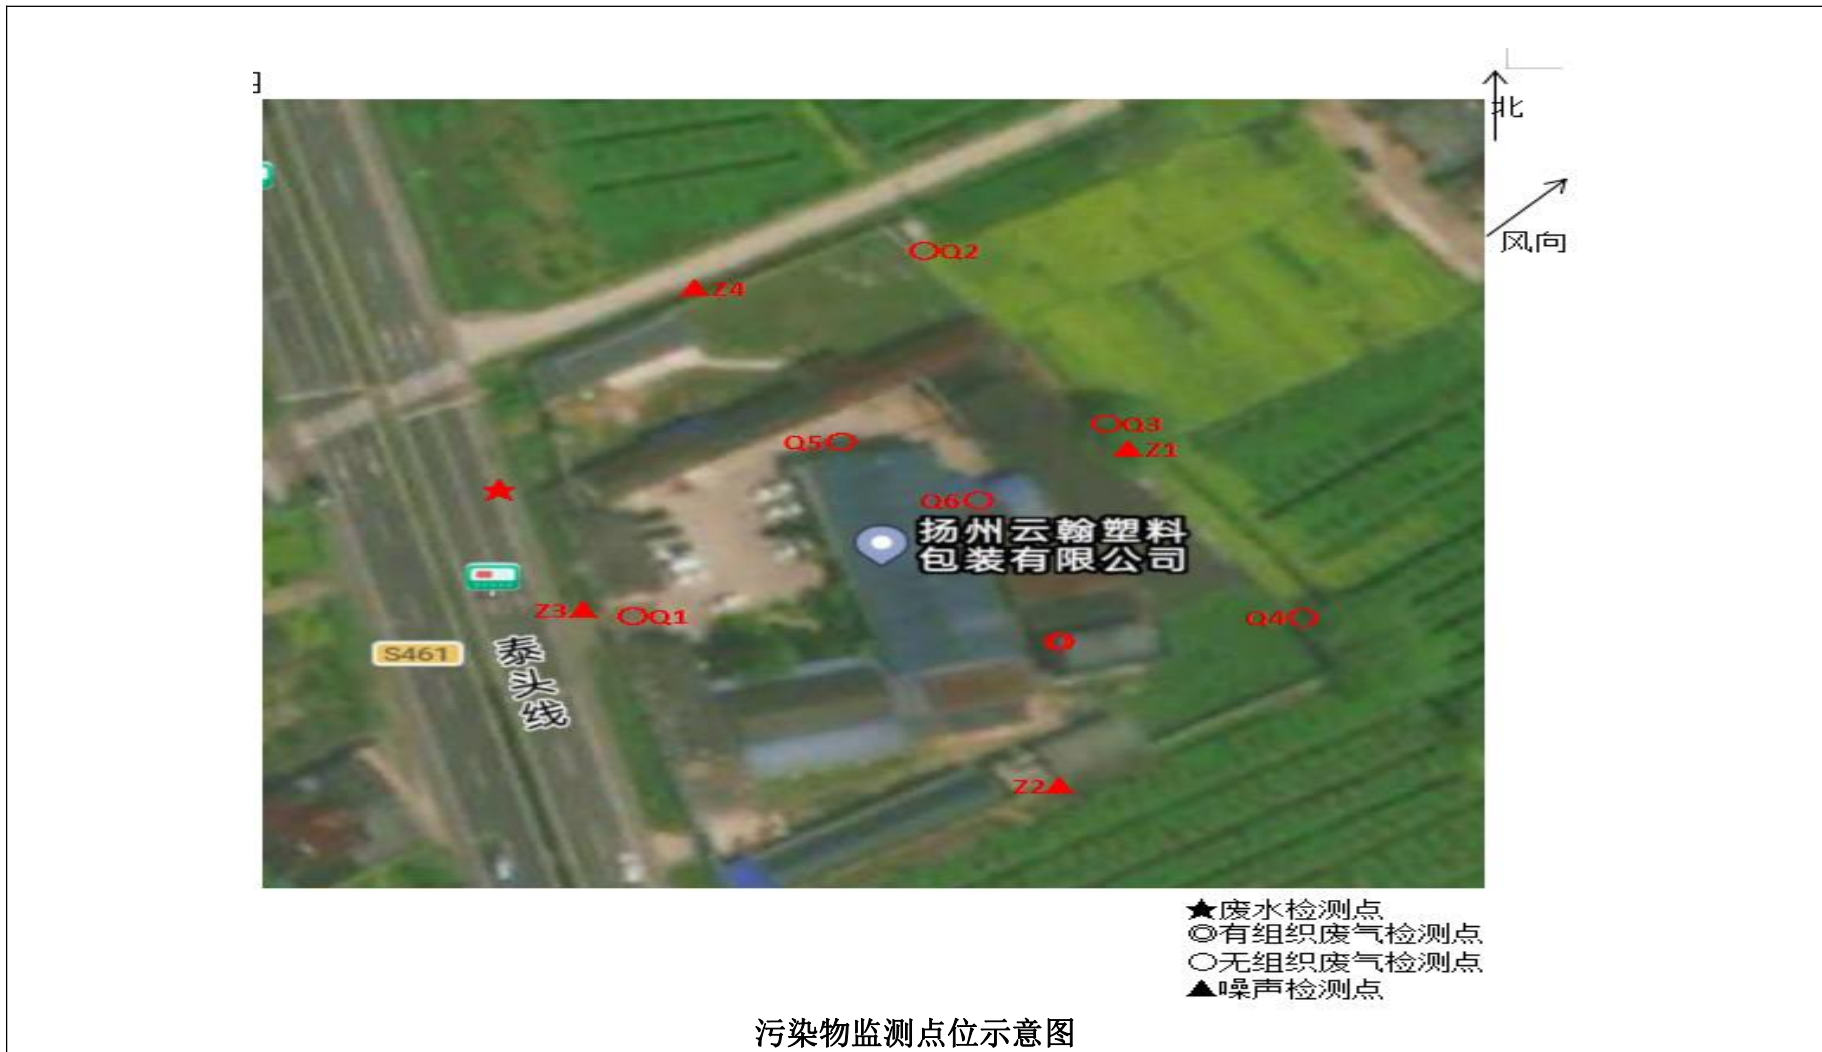 北
风向
Q2
Z4
Q3
Z1
Q5
Q6
扬州云翰塑料
包装有限公司
Z3
Q1
Q4
S461
泰头线
Z2
★废水检测点
◎有组织废气检测点
○无组织废气检测点
▲噪声检测点
污染物监测点位示意图